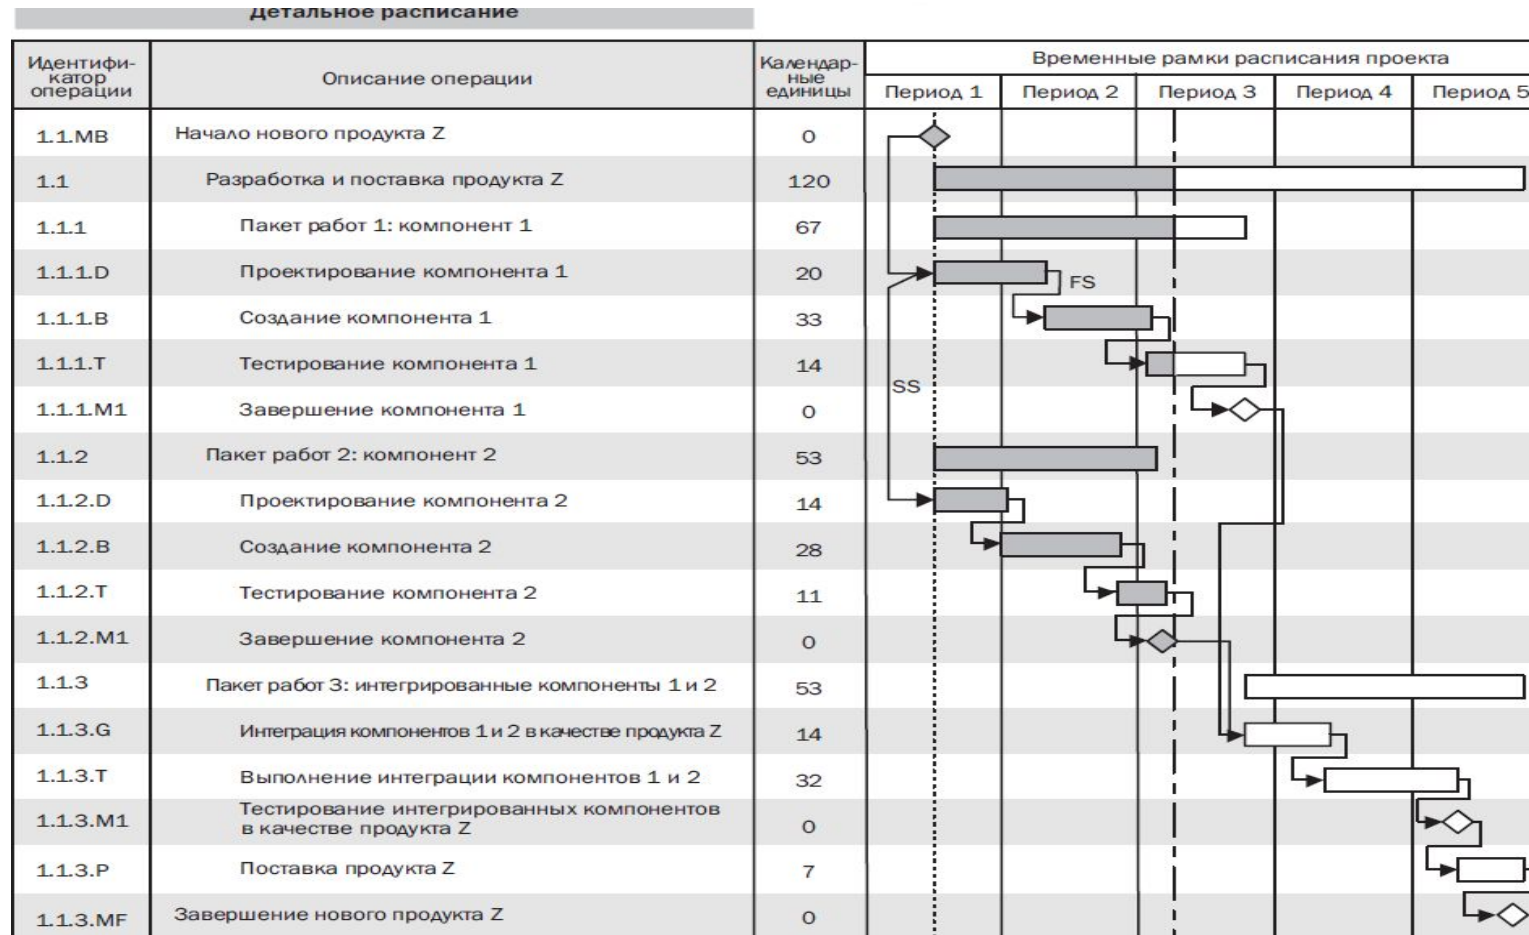 Детальное расписание
Идентифи-
катор
операции
Описание операции
Календар-
ные
единицы
Временные рамки расписания проекта
Период 1 Период 2 Период 3 Период 4 Период 5
1.1.MB Начало нового продукта Z 0
1.1 Разработка и поставка продукта Z 120
1.1.1 Пакет работ 1: компонент 1 67
1.1.1.D Проектирование компонента 1 20
FS
1.1.1.B Создание компонента 1 33
1.1.1.T Тестирование компонента 1 14
SS
1.1.1.M1 Завершение компонента 1 0
1.1.2 Пакет работ 2: компонент 2 53
1.1.2.D Проектирование компонента 2 14
1.1.2.B Создание компонента 2 28
1.1.2.T Тестирование компонента 2 11
1.1.2.M1 Завершение компонента 2 0
1.1.3 Пакет работ 3: интегрированные компоненты 1 и 2 53
1.1.3.G Интеграция компонентов 1 и 2 в качестве продукта Z 14
1.1.3.T Выполнение интеграции компонентов 1 и 2 32
1.1.3.M1 Тестирование интегрированных компонентов
в качестве продукта Z 0
1.1.3.P Поставка продукта Z 7
1.1.3.MF Завершение нового продукта Z 0